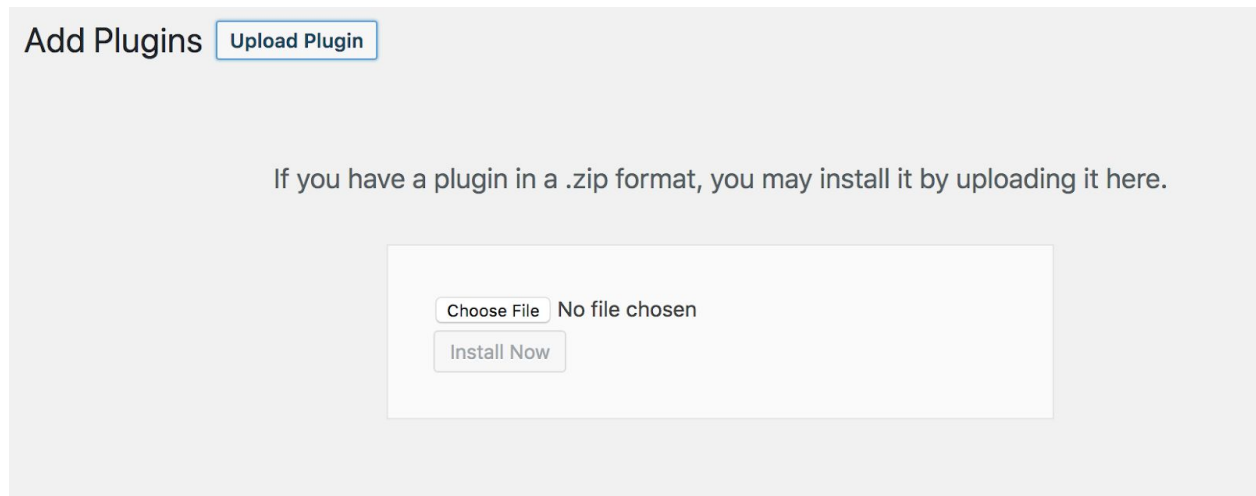 Add Plugins Upload Plugin
If you have a plugin in a .zip format, you may install it by uploading it here.
Choose File No file chosen
Install Now